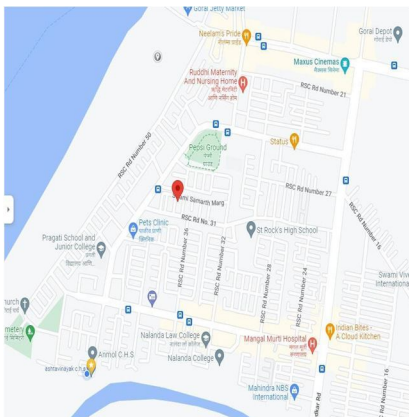 Gorai Jetty Market
Gorai Depot
Neelam's Pride
Maxus Cinemas
मॅक्सस सिनेमा
Ruddhi Maternity
And Nursing Home
RSC Rd Number 21
Status
Pepsi Ground
RSC Rd Number 50
RSC Rd Number 27
Swami Samarth Marg
RSC Rd No. 31
Pets Clinic
St Rock's High School
RSC Rd Number 16
Pragati School and
Junior College
RSC Rd Number 36
RSC Rd Number 32
RSC Rd Number 28
RSC Rd Number 24
Swami Vive
International
Indian Bites -
A Cloud Kitchen
Nalanda Law College
Mangal Murti Hospital
Anmol C.H.S
Nalanda College
Mahindra NBS
International
RSC Rd Number 16